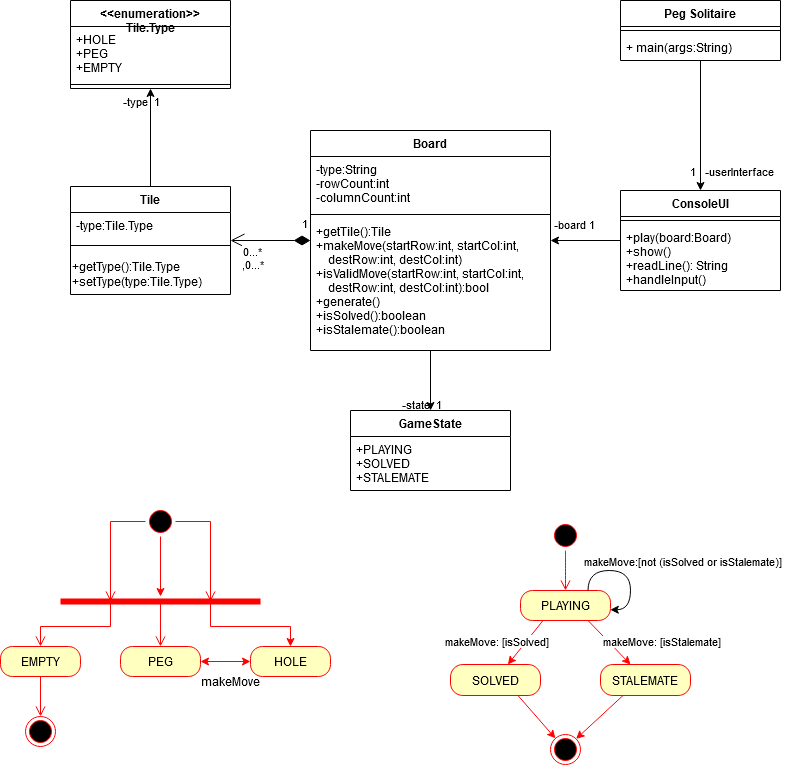 <<enumeration>>
Tile.Type
+HOLE
+PEG
+EMPTY
Peg Solitaire
+ main(args:String)
-type 1
1 -userInterface
Board
-type:String
-rowCount:int
-columnCount:int
+getTile():Tile
+makeMove(startRow:int, startCol:int,
destRow:int, destCol:int)
+isValidMove(startRow:int, startCol:int,
destRow:int, destCol:int):bool
+generate()
+isSolved():boolean
+isStalemate():boolean
Tile
-type:Tile.Type
+getType():Tile.Type
+setType(type:Tile.Type)
1
0...*
,0...*
-board 1
ConsoleUI
+play(board:Board)
+show()
+readLine(): String
+handleInput()
-state 1
GameState
+PLAYING
+SOLVED
+STALEMATE
EMPTY
PEG
HOLE
makeMove
makeMove:[not (isSolved or isStalemate)]
PLAYING
makeMove: [isSolved]
makeMove: [isStalemate]
SOLVED
STALEMATE